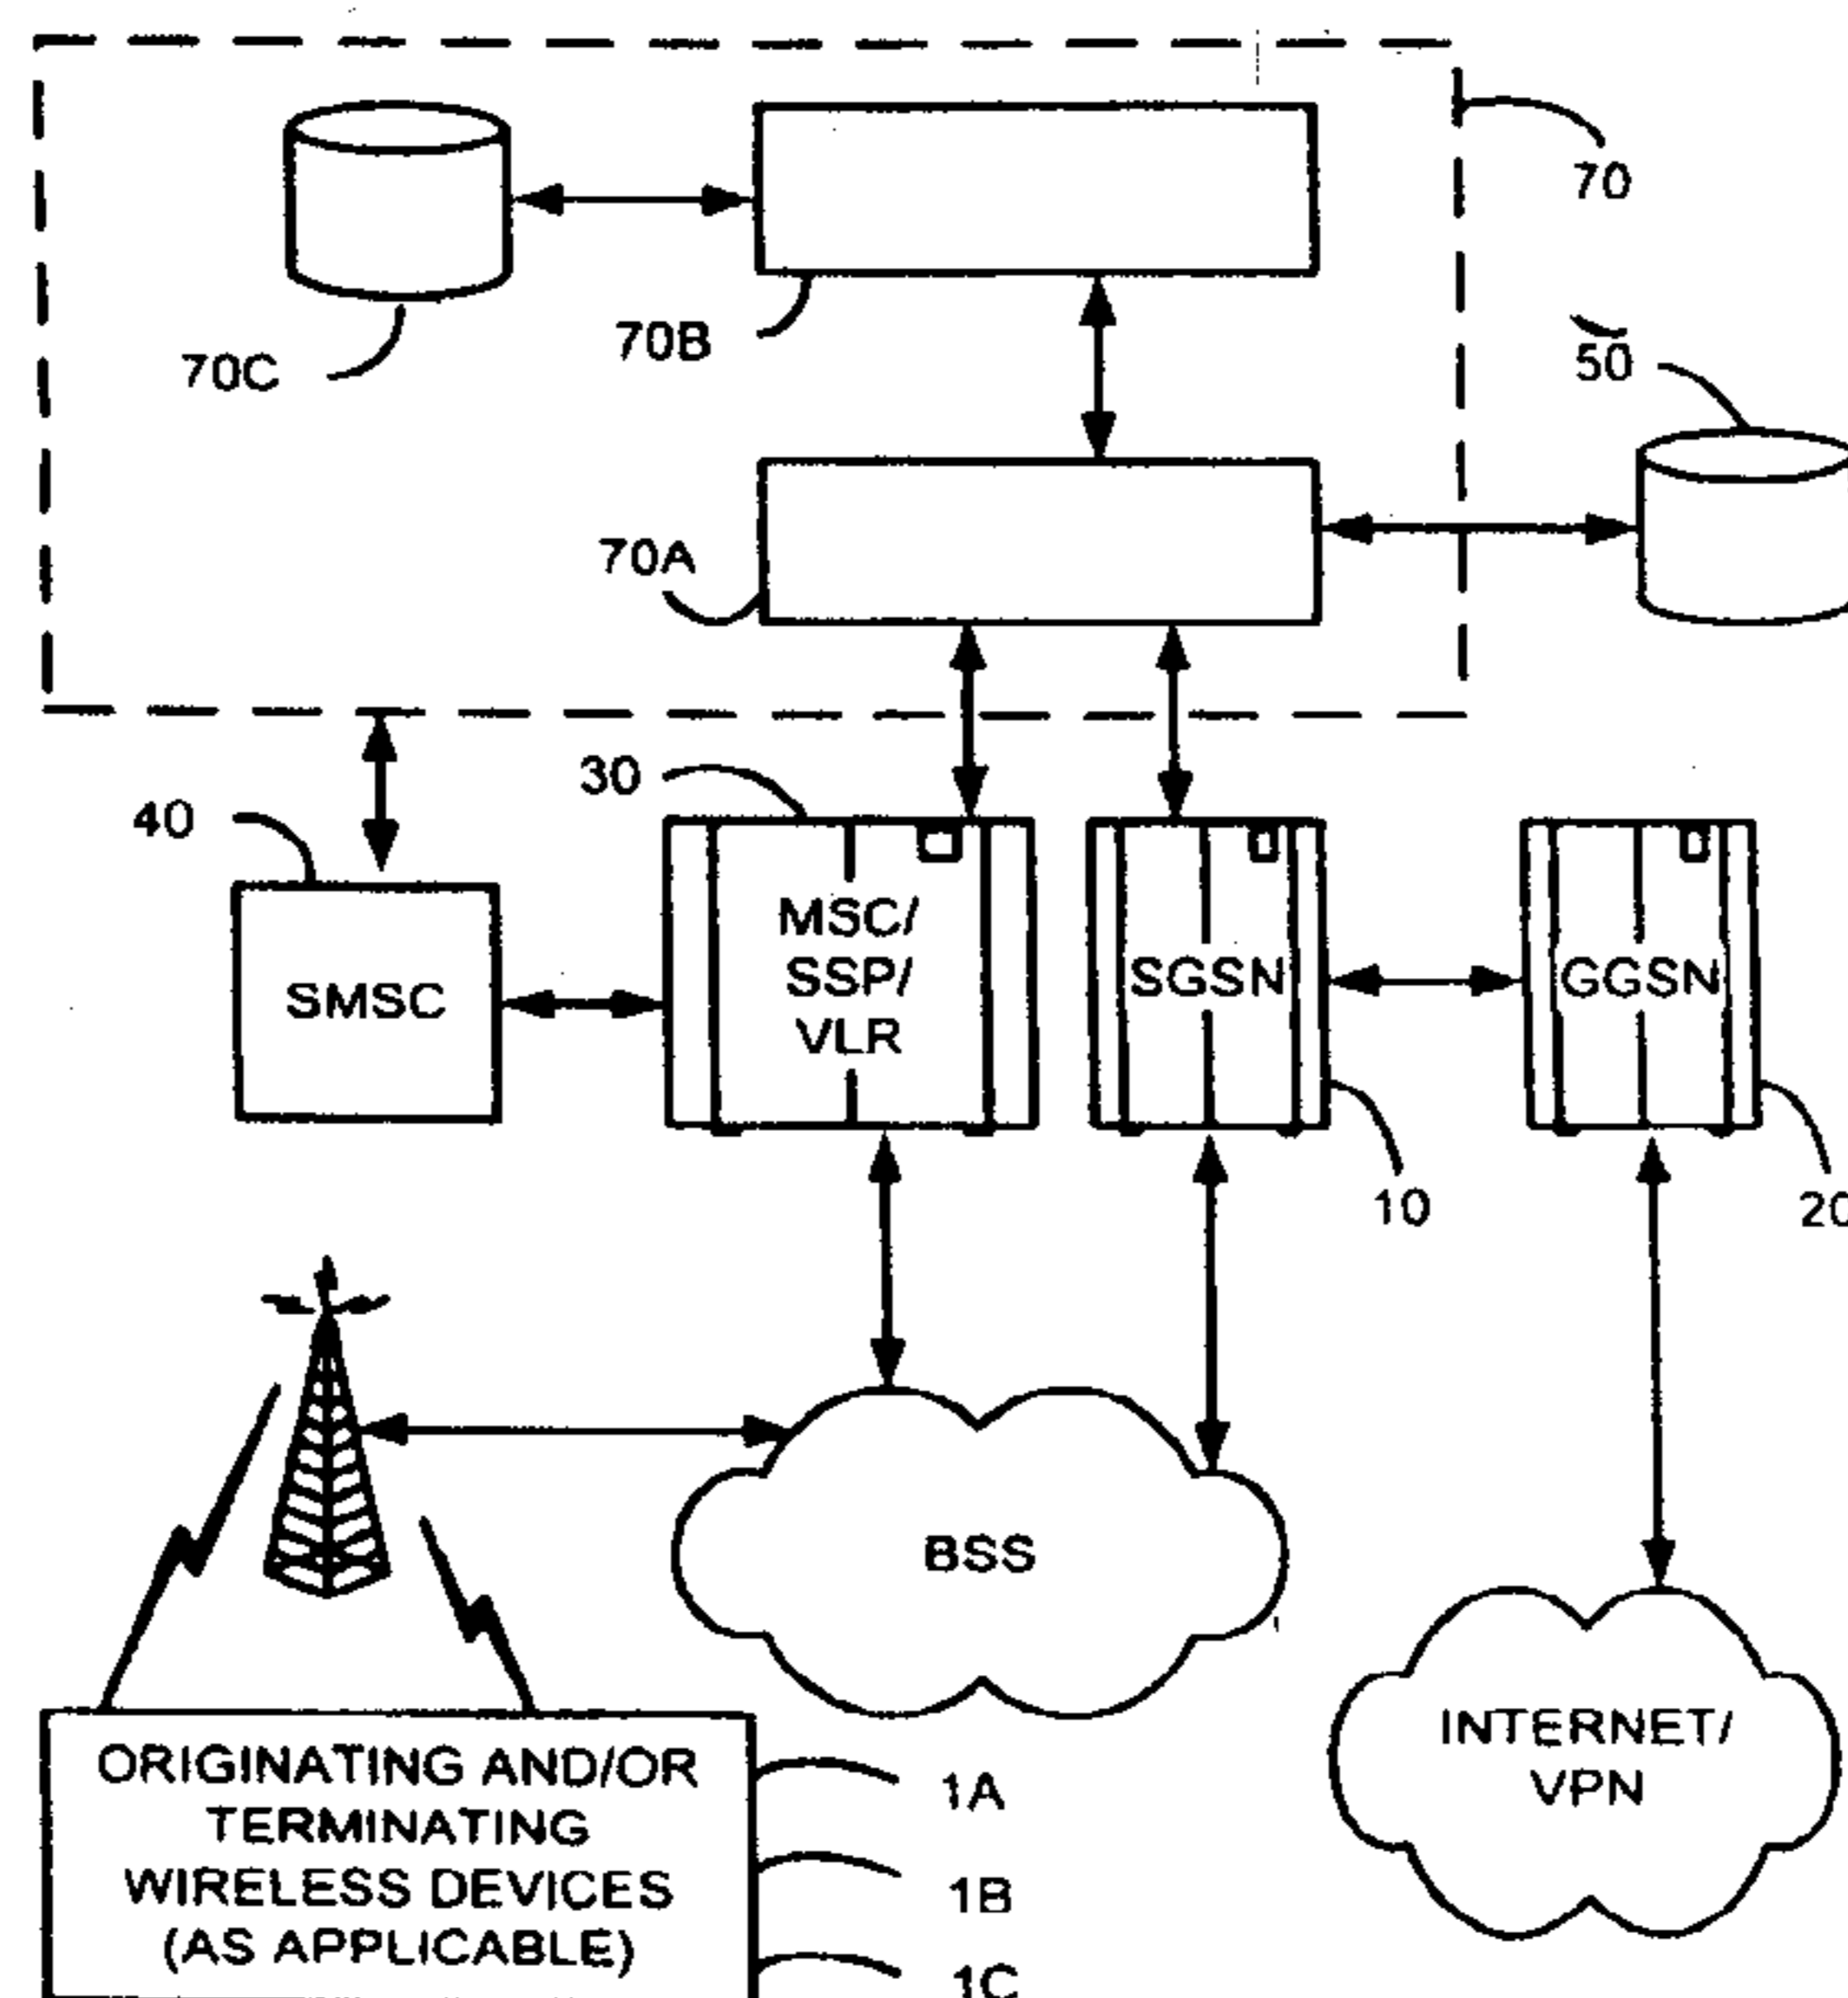 70
70B
50
70C
70A
30
40
MSC/
SSP/
VLR
SGSN
GGSN
SMSC
10
20
BSS
INTERNET/
VPN
ORIGINATING AND/OR
TERMINATING
WIRELESS DEVICES
(AS APPLICABLE)
1A
1B
1C